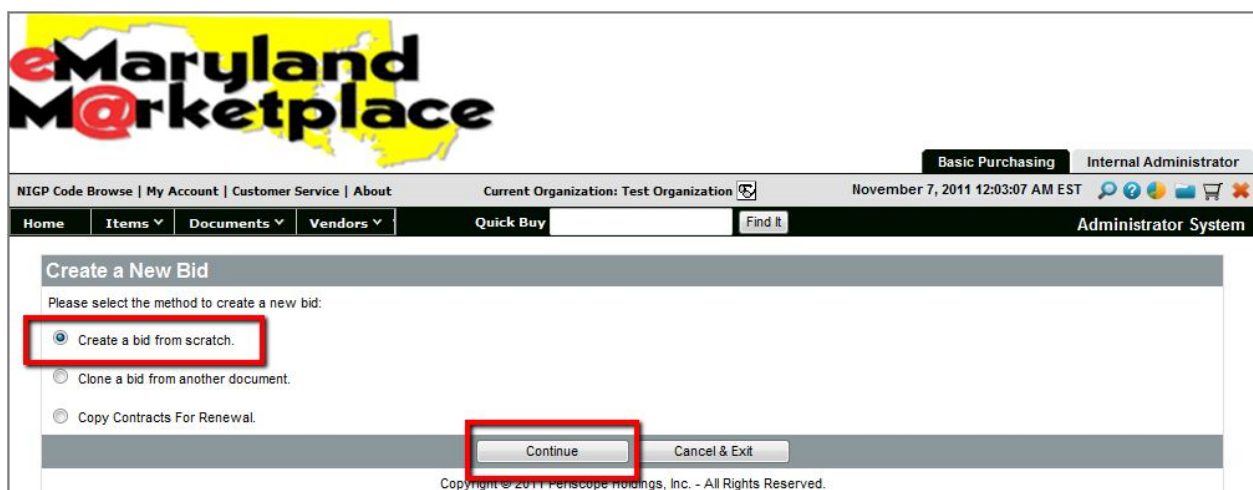 eMaryland
M@rketplace
Basic Purchasing Internal Administrator
NIGP Code Browse | My Account | Customer Service | About Current Organization: Test Organization November 7, 2011 12:03:07 AM EST
Home Items Documents Vendors Quick Buy Find It Administrator System
Create a New Bid
Please select the method to create a new bid:
Create a bid from scratch.
Clone a bid from another document.
Copy Contracts For Renewal.
Continue Cancel & Exit
Copyright © 2011 Periscope Holdings, Inc. - All Rights Reserved.